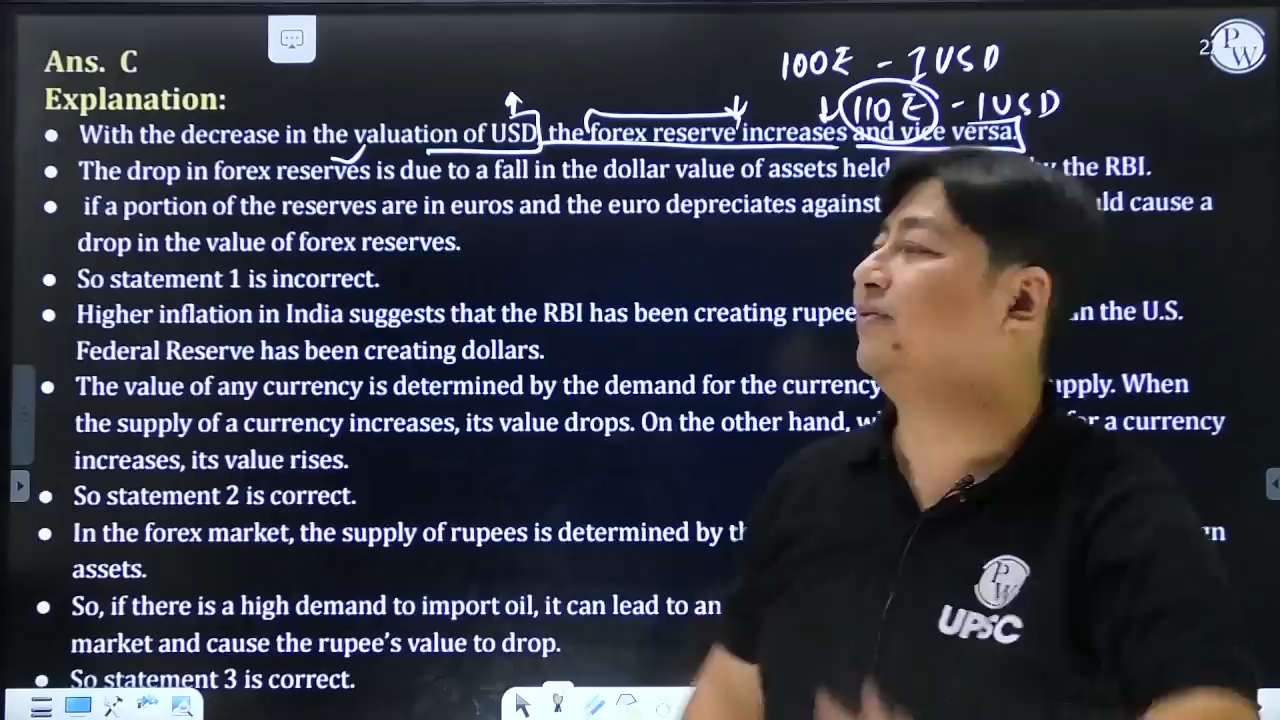 Ans. C
100₹ - 1USD
2
PW
Explanation:
↓ 110₹ - 1USD
• With the decrease in the valuation of USD, the forex reserve increases and vice versa.
• The drop in forex reserves is due to a fall in the dollar value of assets held the RBI.
• if a portion of the reserves are in euros and the euro depreciates against cause a
drop in the value of forex reserves.
• So statement 1 is incorrect.
• Higher inflation in India suggests that the RBI has been creating the U.S.
Federal Reserve has been creating dollars.
• The value of any currency is determined by the demand for the currency When
the supply of a currency increases, its value drops. On the other hand, a currency
increases, its value rises.
• So statement 2 is correct.
• In the forex market, the supply of rupees is determined by
assets.
• So, if there is a high demand to import oil, it can lead to an
market and cause the rupee's value to drop.
• So statement 3 is correct.
PW
UPSC